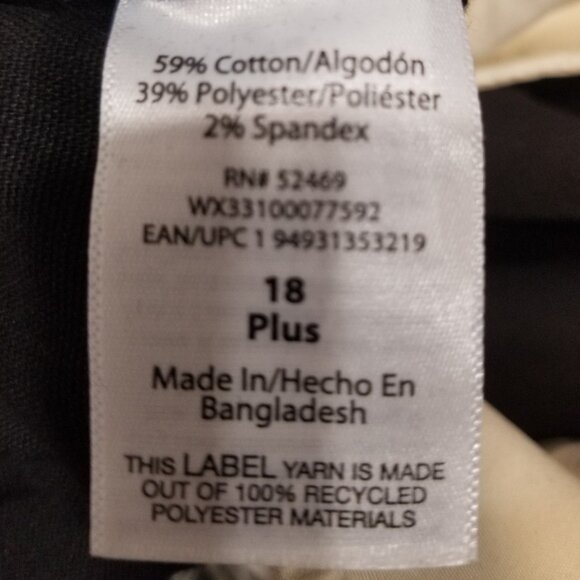 59% Cotton/Algodón
39% Polyester/Poliéster
2% Spandex
RN# 52469
WX33100077592
EAN/UPC 1 94931353219
18
Plus
Made In/Hecho En
Bangladesh
THIS LABEL YARN IS MADE
OUT OF 100% RECYCLED
POLYESTER MATERIALS